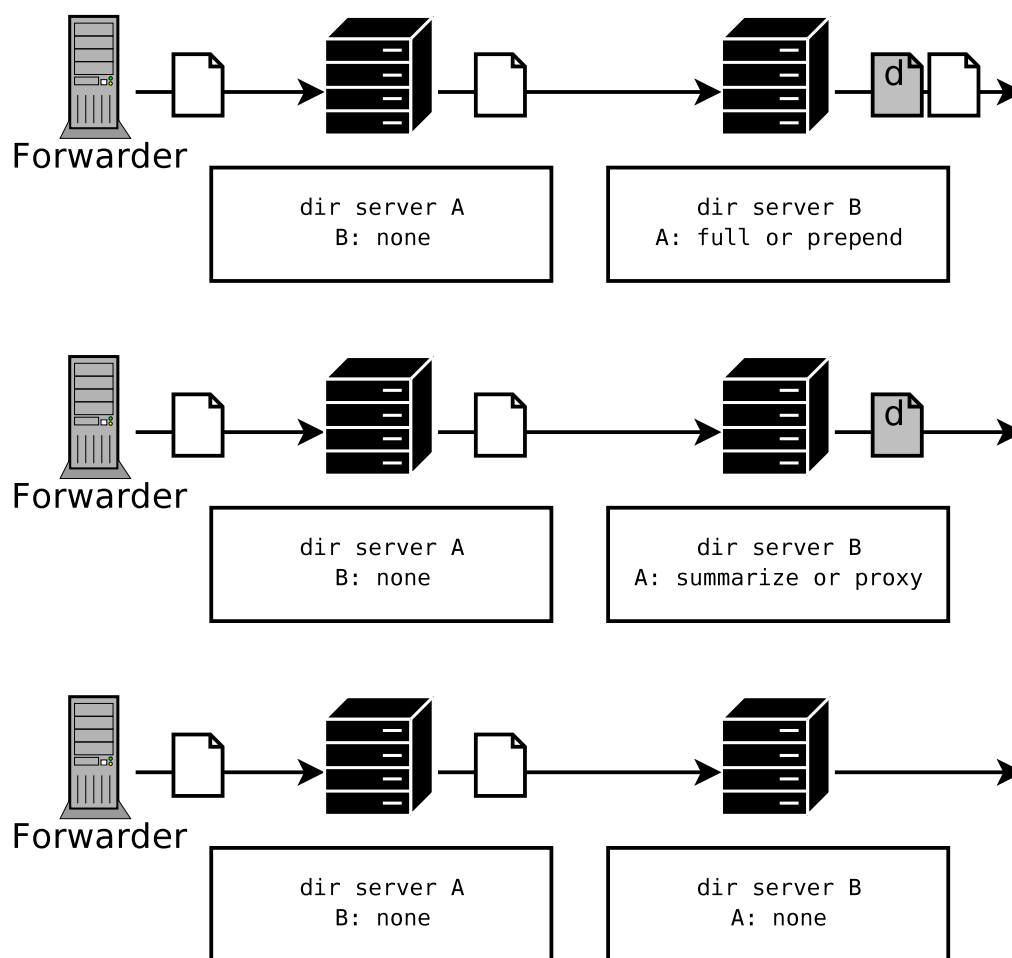 d
Forwarder
dir server A
B: none
dir server B
A: full or prepend
d
Forwarder
dir server A
B: none
dir server B
A: summarize or proxy
Forwarder
dir server A
B: none
dir server B
A: none